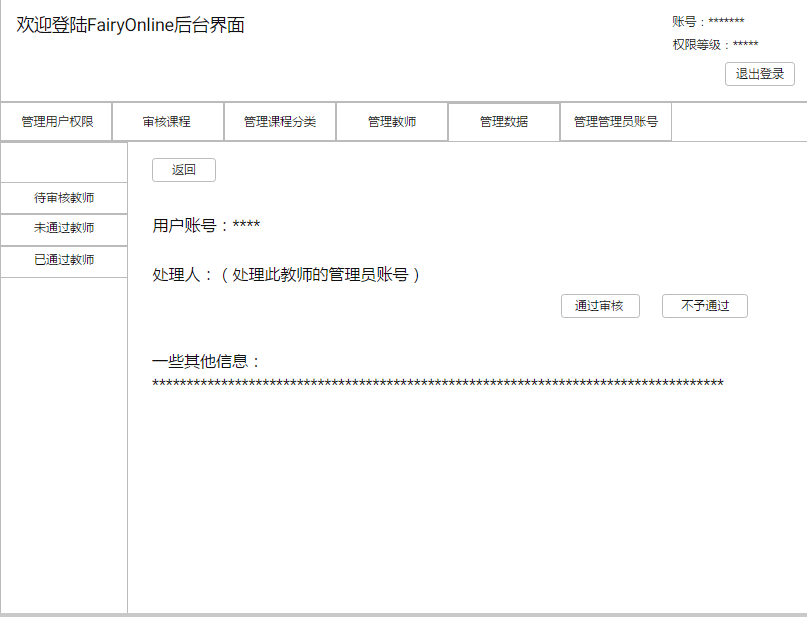 欢迎登陆FairyOnline后台界面
账号：*******
权限等级：*****
退出登录
管理用户权限
审核课程
管理课程分类
管理教师
管理数据
管理管理员账号
待审核教师
未通过教师
已通过教师
返回
用户账号：****
处理人：（处理此教师的管理员账号）
通过审核
不予通过
一些其他信息：
***********************************************************************************